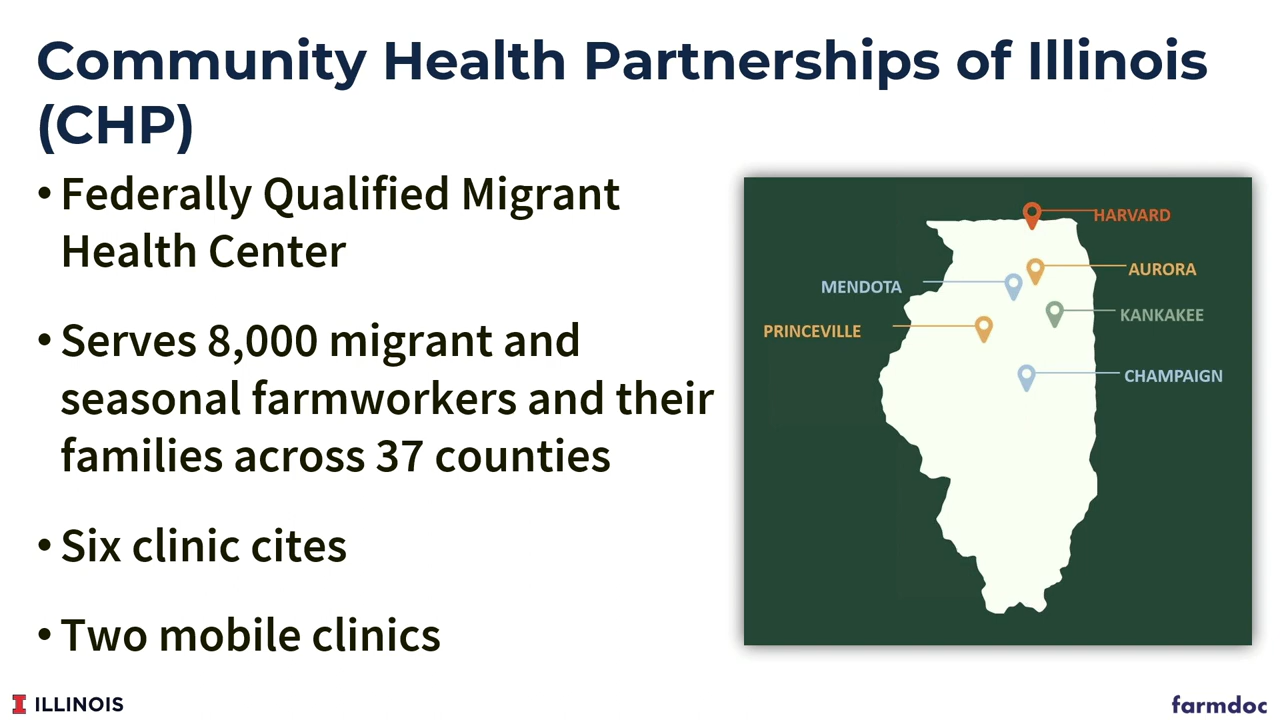 Community Health Partnerships of Illinois
(CHP)
• Federally Qualified Migrant
Health Center
• Serves 8,000 migrant and
seasonal farmworkers and their
families across 37 counties
• Six clinic cites
• Two mobile clinics
HARVARD
AURORA
MENDOTA
KANKAKEE
PRINCEVILLE
CHAMPAIGN
I ILLINOIS
farmdoc